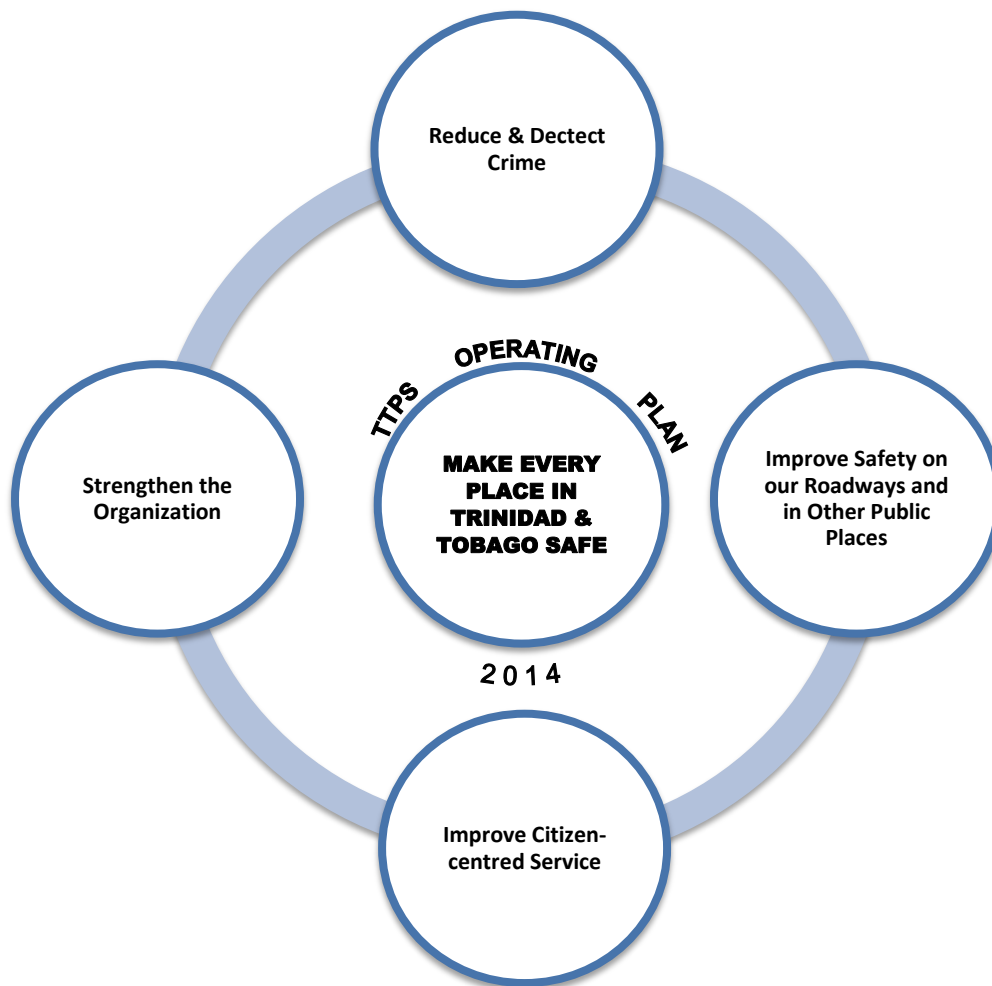 Reduce & Dectect
Crime
TTPS OPERATING PLAN
MAKE EVERY
PLACE IN
TRINIDAD &
TOBAGO SAFE
2014
Strengthen the
Organization
Improve Safety on
our Roadways and
in Other Public
Places
Improve Citizen-
centred Service